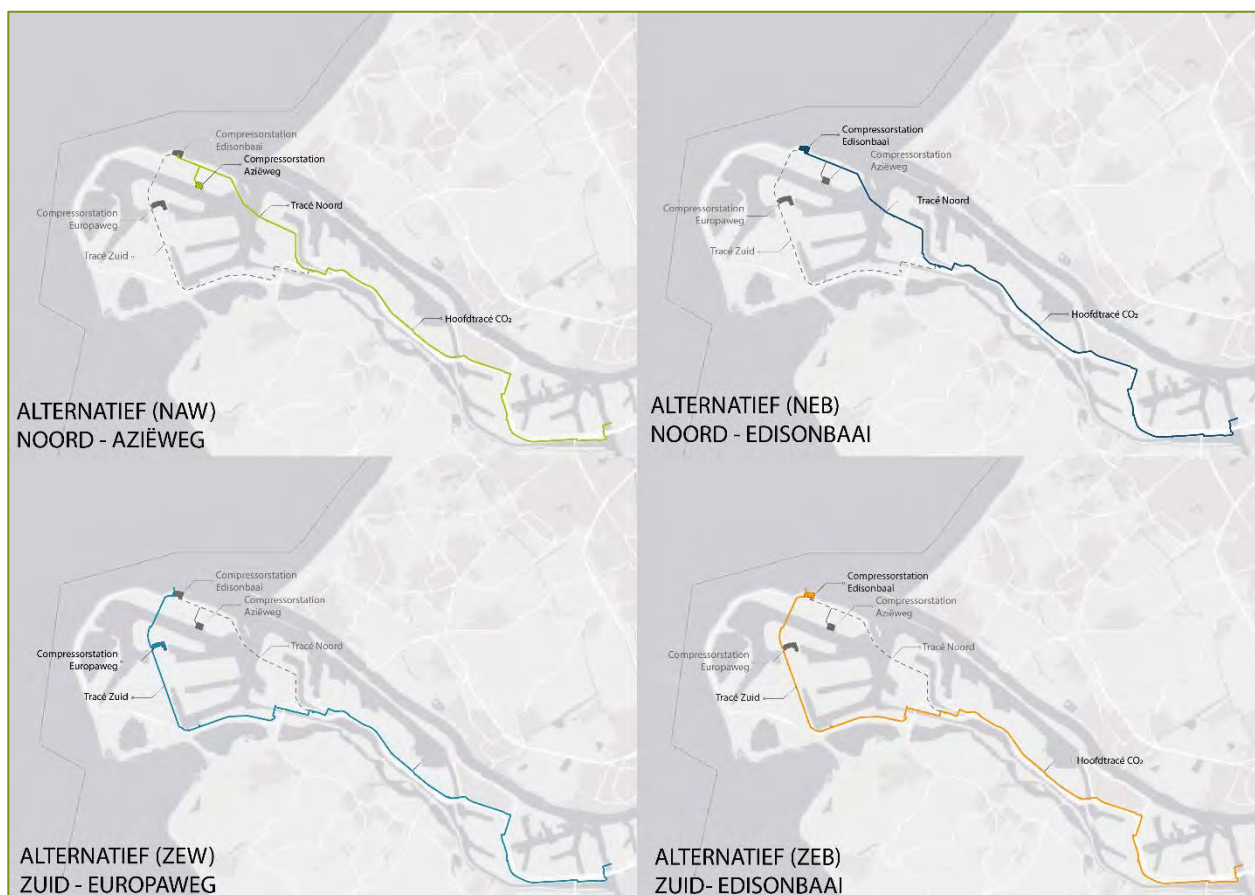 Compressorstation
Edisonbaai
Compressorstation
Aziëweg
Compressorstation
Europaweg
Tracé Noord
Tracé Zuid
Hoofdtracé CO₂
ALTERNATIEF (NAW)
NOORD - AZIËWEG
Compressorstation
Edisonbaai
Compressorstation
Aziëweg
Compressorstation
Europaweg
Tracé Noord
Tracé Zuid
Hoofdtracé CO₂
ALTERNATIEF (NEB)
NOORD - EDISONBAAI
Compressorstation
Edisonbaai
Compressorstation
Aziëweg
Tracé Noord
Compressorstation
Europaweg
Tracé Zuid
ALTERNATIEF (ZEW)
ZUID - EUROPAWEG
Compressorstation
Edisonbaai
Compressorstation
Aziëweg
Tracé Noord
Compressorstation
Europaweg
Tracé Zuid
Hoofdtracé CO₂
ALTERNATIEF (ZEB)
ZUID- EDISONBAAI